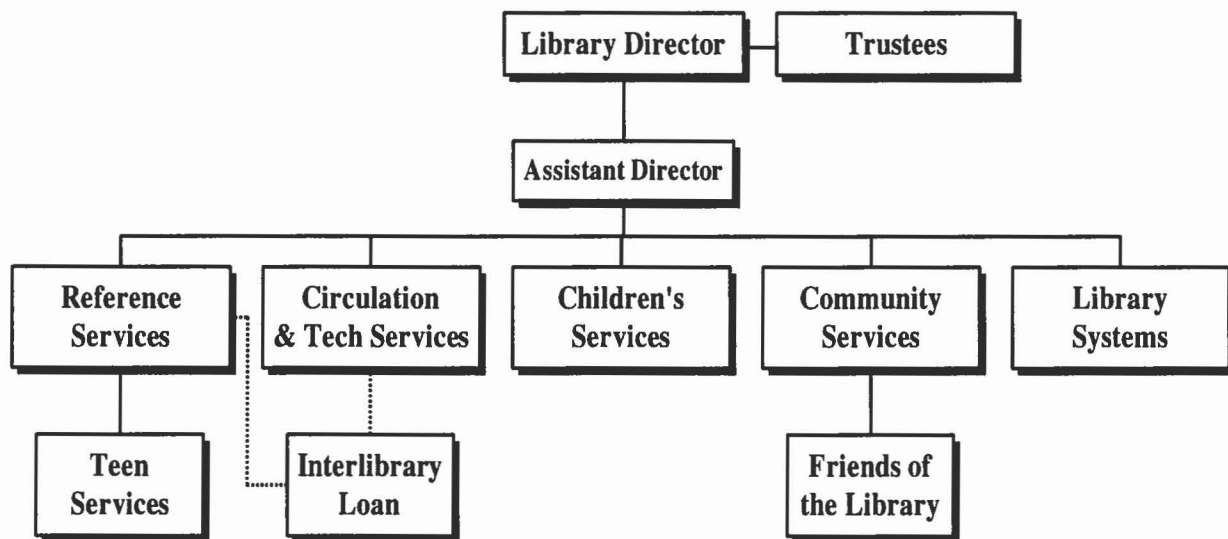 Library Director
Trustees
Assistant Director
Reference
Services
Circulation
& Tech Services
Children's
Services
Community
Services
Library
Systems
Teen
Services
Interlibrary
Loan
Friends of
the Library